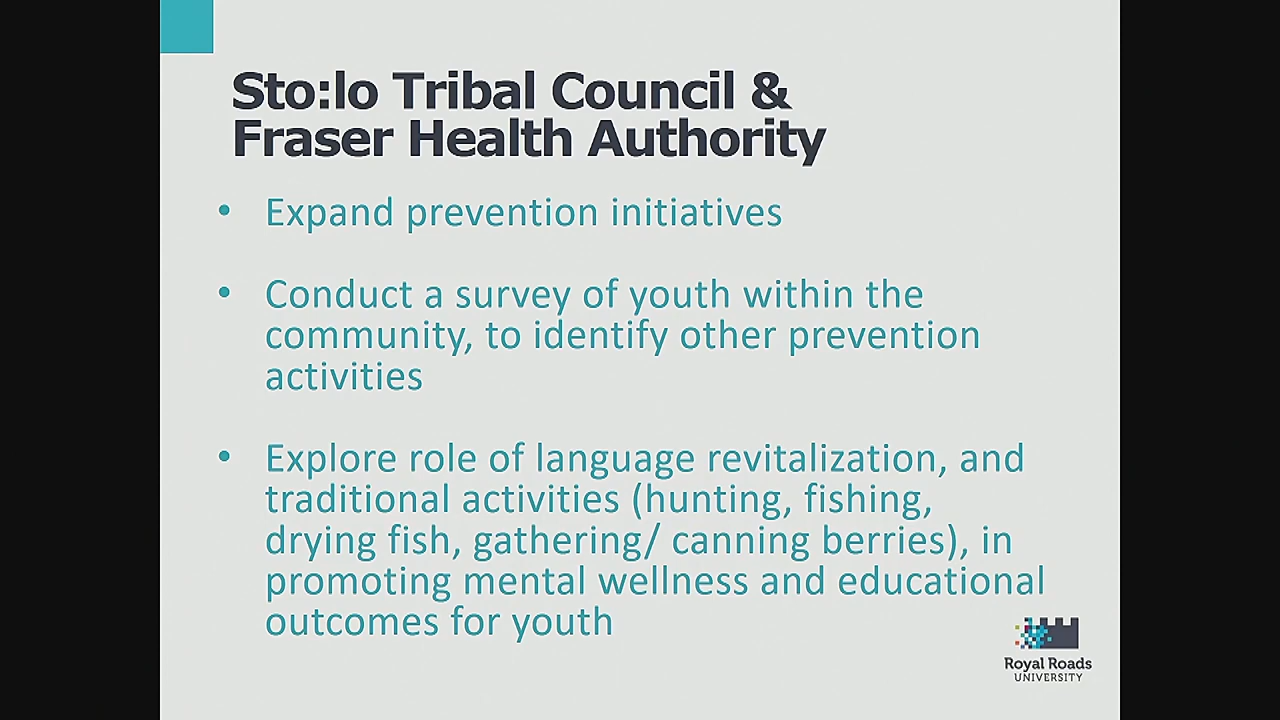 Sto:lo Tribal Council &
Fraser Health Authority
• Expand prevention initiatives
• Conduct a survey of youth within the
community, to identify other prevention
activities
• Explore role of language revitalization, and
traditional activities (hunting, fishing,
drying fish, gathering/ canning berries), in
promoting mental wellness and educational
outcomes for youth
Royal Roads
UNIVERSITY